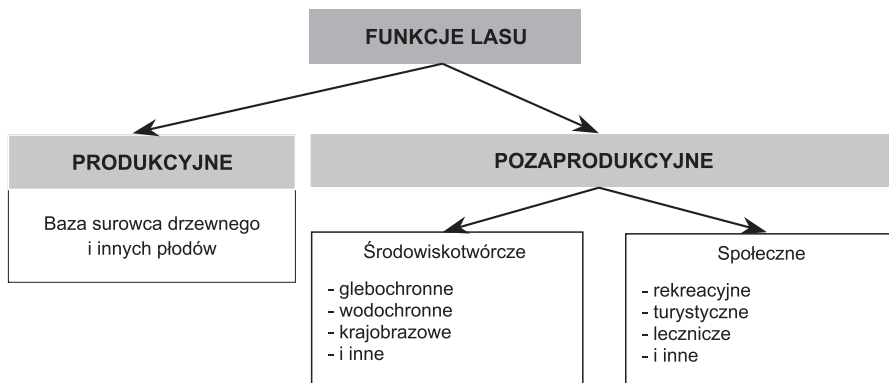 FUNKCJE LASU
PRODUKCYJNE
Baza surowca drzewnego
i innych płodów
POZAPRODUKCYJNE
Środowiskotwórcze
- glebochronne
- wodochronne
- krajobrazowe
- i inne
Społeczne
- rekreacyjne
- turystyczne
- lecznicze
- i inne